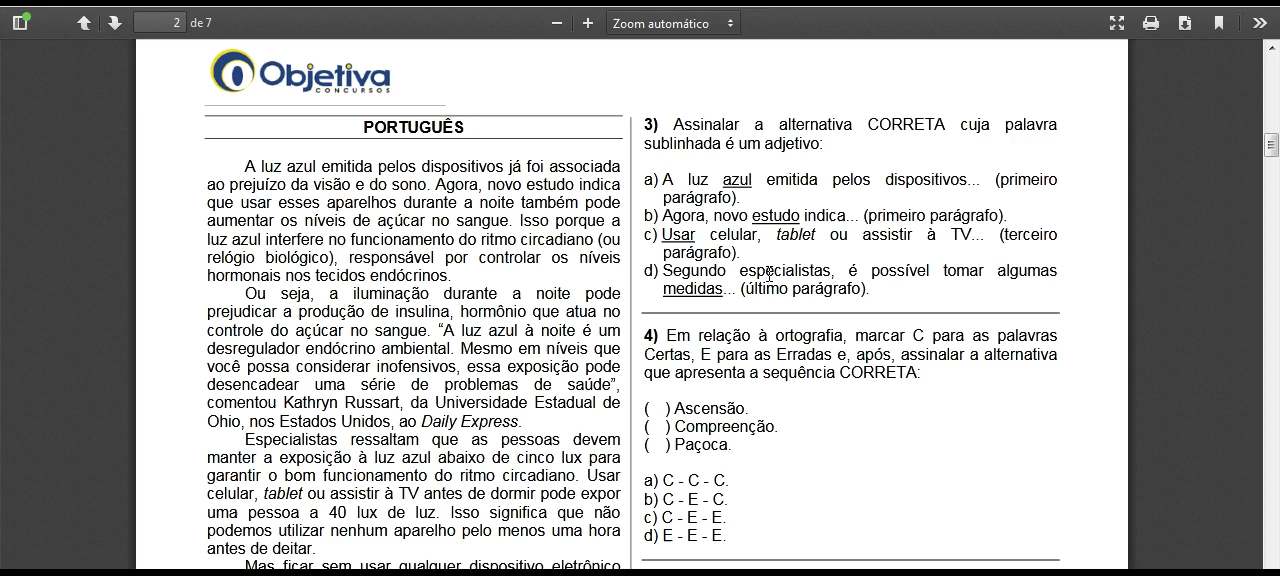 2 de 7
Zoom automático
Objetiva
CONCURSOS
PORTUGUÊS
A luz azul emitida pelos dispositivos já foi associada
ao prejuízo da visão e do sono. Agora, novo estudo indica
que usar esses aparelhos durante a noite também pode
aumentar os níveis de açúcar no sangue. Isso porque a
luz azul interfere no funcionamento do ritmo circadiano (ou
relógio biológico), responsável por controlar os níveis
hormonais nos tecidos endócrinos.
Ou seja, a iluminação durante a noite pode
prejudicar a produção de insulina, hormônio que atua no
controle do açúcar no sangue. “A luz azul à noite é um
desregulador endócrino ambiental. Mesmo em níveis que
você possa considerar inofensivos, essa exposição pode
desencadear uma série de problemas de saúde”,
comentou Kathryn Russart, da Universidade Estadual de
Ohio, nos Estados Unidos, ao Daily Express.
Especialistas ressaltam que as pessoas devem
manter a exposição à luz azul abaixo de cinco lux para
garantir o bom funcionamento do ritmo circadiano. Usar
celular, tablet ou assistir à TV antes de dormir pode expor
uma pessoa a 40 lux de luz. Isso significa que não
podemos utilizar nenhum aparelho pelo menos uma hora
antes de deitar.
Mas ficar sem usar qualquer dispositivo eletrônico
3) Assinalar a alternativa CORRETA cuja palavra
sublinhada é um adjetivo:
a) A luz azul emitida pelos dispositivos... (primeiro
parágrafo).
b) Agora, novo estudo indica... (primeiro parágrafo).
c) Usar celular, tablet ou assistir à TV... (terceiro
parágrafo).
d) Segundo especialistas, é possível tomar algumas
medidas... (último parágrafo).
4) Em relação à ortografia, marcar C para as palavras
Certas, E para as Erradas e, após, assinalar a alternativa
que apresenta a sequência CORRETA:
( ) Ascensão.
( ) Compreenção.
( ) Paçoca.
a) C - C - C.
b) C - E - C.
c) C - E - E.
d) E - E - E.